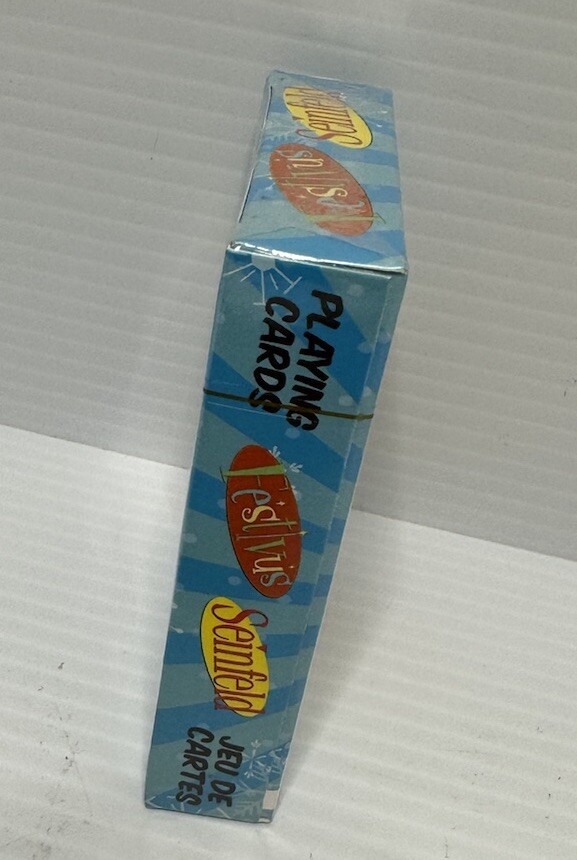 Seinfeld
Festivus
PLAYING
CARDS
Festivus
Seinfeld
JEU DE
CARTES